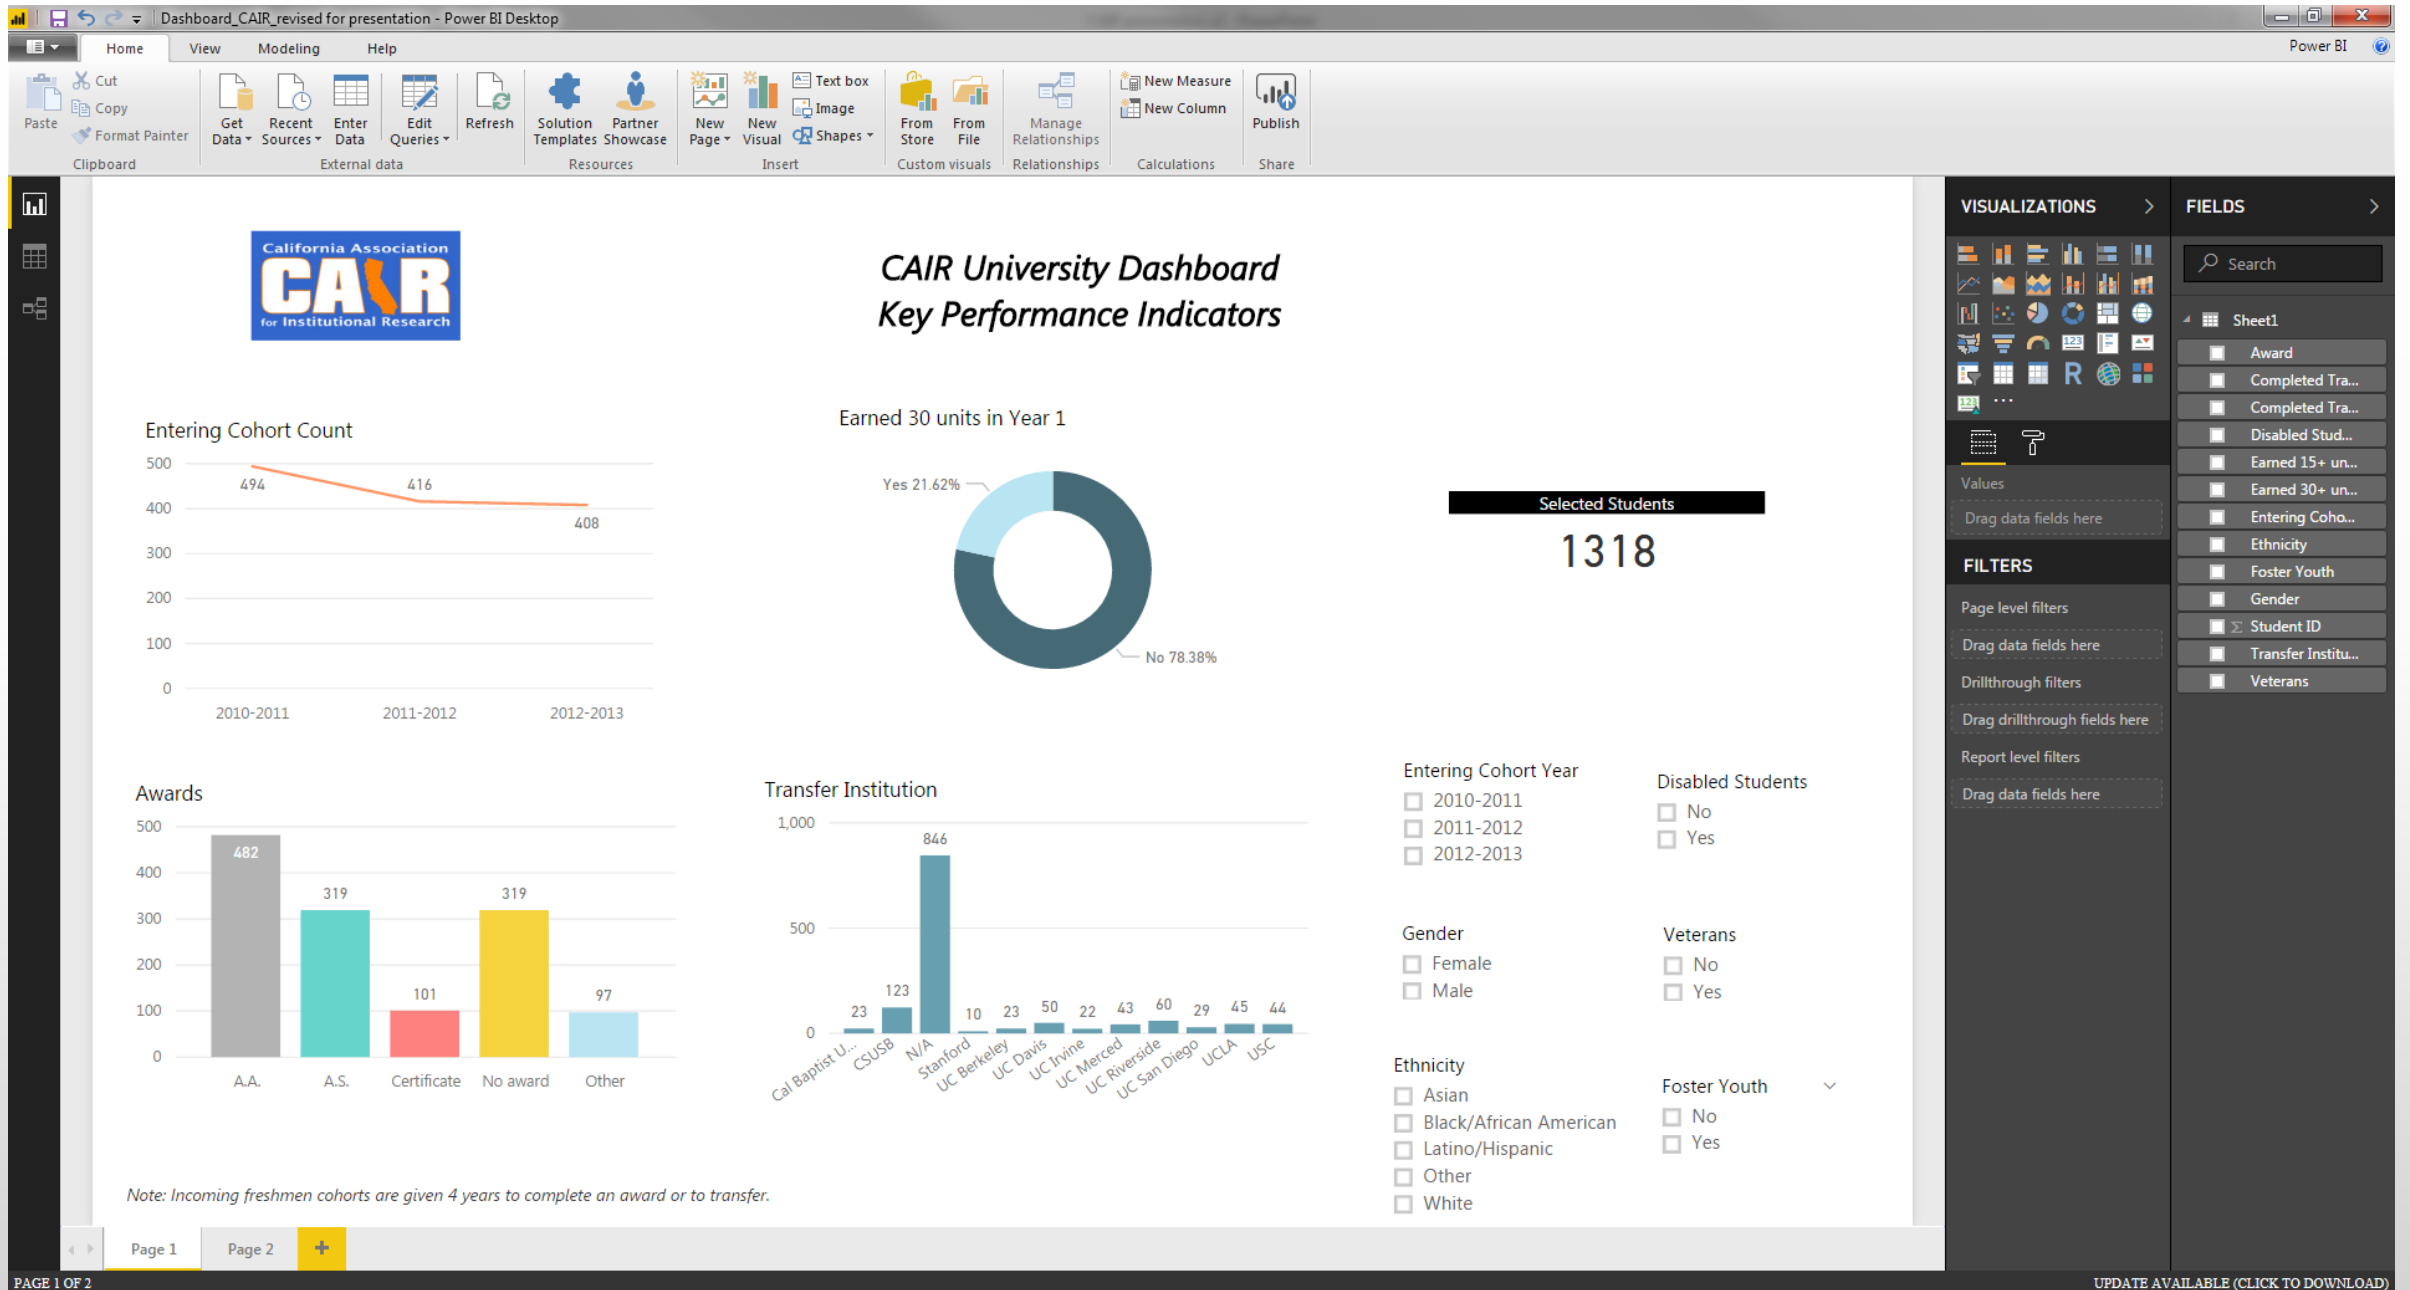 Dashboard_CAIR_revised for presentation - Power BI Desktop
Home View Modeling Help
Power BI
Paste
Cut
Copy
Format Painter
Clipboard
Get Data
Recent Sources
Enter Data
Edit Queries
Refresh
External data
Solution Templates
Partner Showcase
Resources
New Page
New Visual
Text box
Image
Shapes
Insert
From Store
From File
Custom visuals
Manage Relationships
Relationships
New Measure
New Column
Calculations
Publish
Share
California Association
CAIR
for Institutional Research
CAIR University Dashboard
Key Performance Indicators
Entering Cohort Count
500
400
300
200
100
0
494
416
408
2010-2011 2011-2012 2012-2013
Earned 30 units in Year 1
Yes 21.62%
No 78.38%
Selected Students
1318
Awards
500
400
300
200
100
0
482
319
101
319
97
A.A. A.S. Certificate No award Other
Transfer Institution
1,000
500
0
23
123
846
10
23
50
22
43
60
29
45
44
Cal Baptist U...
CSUSB
N/A
Stanford
UC Berkeley
UC Davis
UC Irvine
UC Merced
UC Riverside
UC San Diego
UCLA
USC
Entering Cohort Year
2010-2011
2011-2012
2012-2013
Disabled Students
No
Yes
Gender
Female
Male
Veterans
No
Yes
Ethnicity
Asian
Black/African American
Latino/Hispanic
Other
White
Foster Youth
No
Yes
Note: Incoming freshmen cohorts are given 4 years to complete an award or to transfer.
VISUALIZATIONS
123
R
123
...
Values
Drag data fields here
FILTERS
Page level filters
Drag data fields here
Drillthrough filters
Drag drillthrough fields here
Report level filters
Drag data fields here
FIELDS
Search
Sheet1
Award
Completed Tra...
Completed Tra...
Disabled Stud...
Earned 15+ un...
Earned 30+ un...
Entering Coho...
Ethnicity
Foster Youth
Gender
Σ Student ID
Transfer Institu...
Veterans
Page 1 Page 2 +
PAGE 1 OF 2
UPDATE AVAILABLE (CLICK TO DOWNLOAD)